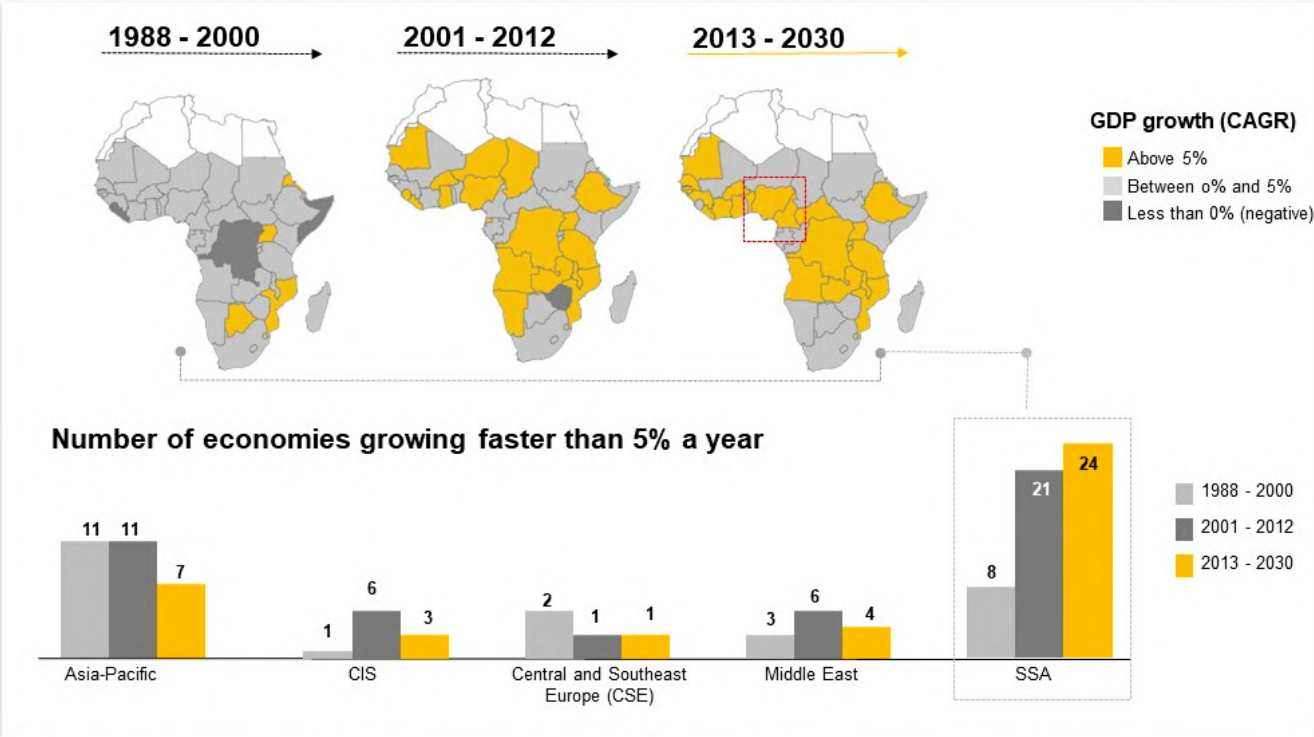 1988 - 2000
2001 - 2012
2013 - 2030
GDP growth (CAGR)
Above 5%
Between o% and 5%
Less than 0% (negative)
Number of economies growing faster than 5% a year
11 11 7
1 6 3
2 1 1
3 6 4
8 21 24
1988 - 2000
2001 - 2012
2013 - 2030
Asia-Pacific
CIS
Central and Southeast
Europe (CSE)
Middle East
SSA